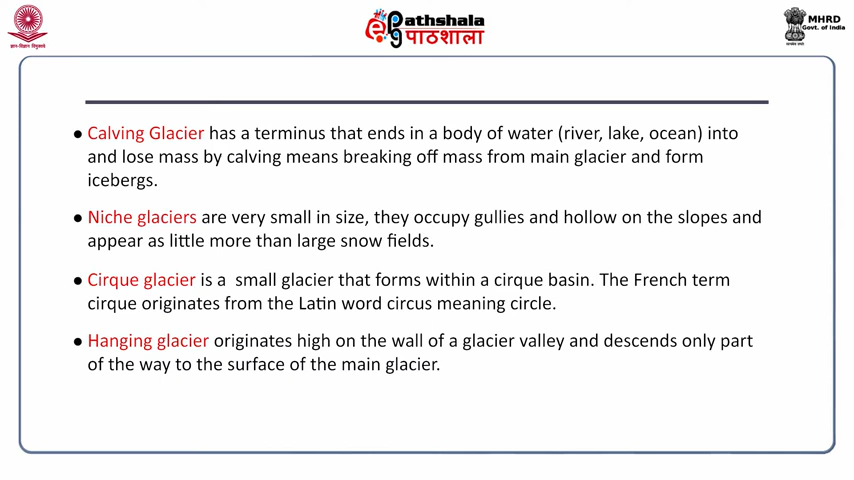 ज्ञान-विज्ञान विमुक्तये
Pathshala
पाठशाला
MHRD
Govt. of India
सत्यमेव जयते
● Calving Glacier has a terminus that ends in a body of water (river, lake, ocean) into
and lose mass by calving means breaking off mass from main glacier and form
icebergs.
● Niche glaciers are very small in size, they occupy gullies and hollow on the slopes and
appear as little more than large snow fields.
● Cirque glacier is a small glacier that forms within a cirque basin. The French term
cirque originates from the Latin word circus meaning circle.
● Hanging glacier originates high on the wall of a glacier valley and descends only part
of the way to the surface of the main glacier.